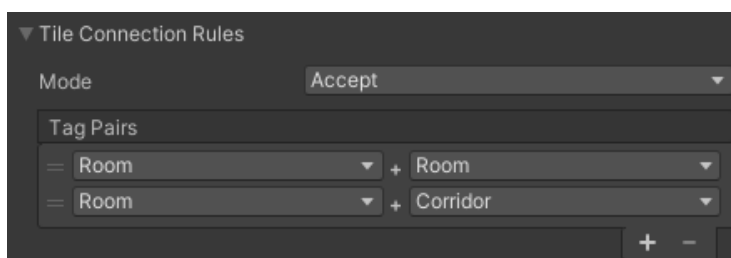 Tile Connection Rules
Mode Accept
Tag Pairs
Room + Room
Room + Corridor
+ -